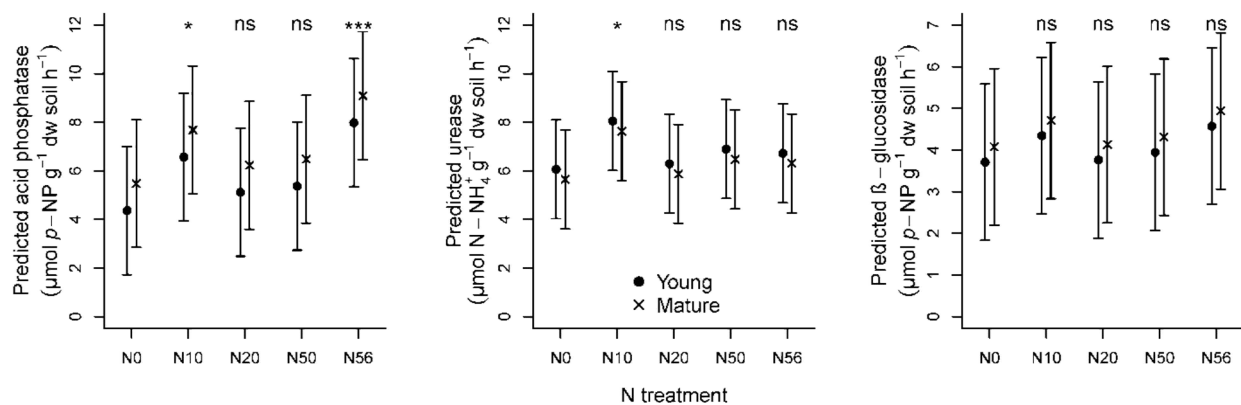 Predicted acid phosphatase
(µmol p − NP g⁻¹ dw soil h⁻¹)
12
10
8
6
4
2
0
* ns ns ***
N0 N10 N20 N50 N56
Predicted urease
(µmol N − NH₄⁺ g⁻¹ dw soil h⁻¹)
12
10
8
6
4
2
0
* ns ns ns
Young
Mature
N0 N10 N20 N50 N56
N treatment
Predicted ß − glucosidase
(µmol p − NP g⁻¹ dw soil h⁻¹)
7
6
5
4
3
2
1
0
ns ns ns ns
N0 N10 N20 N50 N56